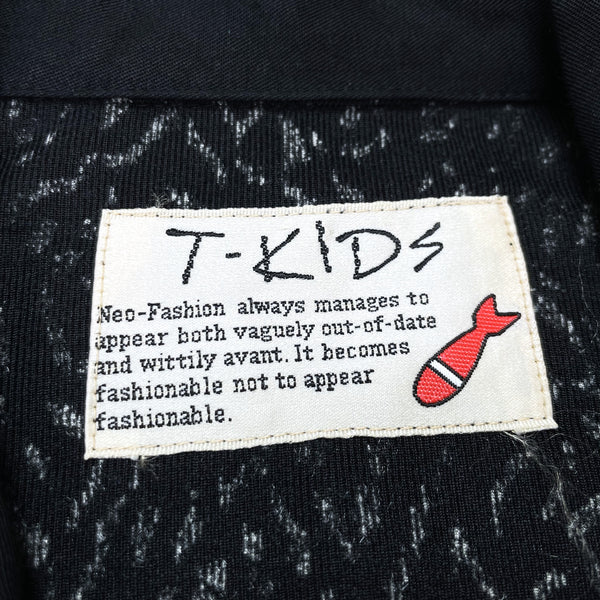 T-KIDS
Neo-Fashion always manages to
appear both vaguely out-of-date
and wittily avant. It becomes
fashionable not to appear
fashionable.